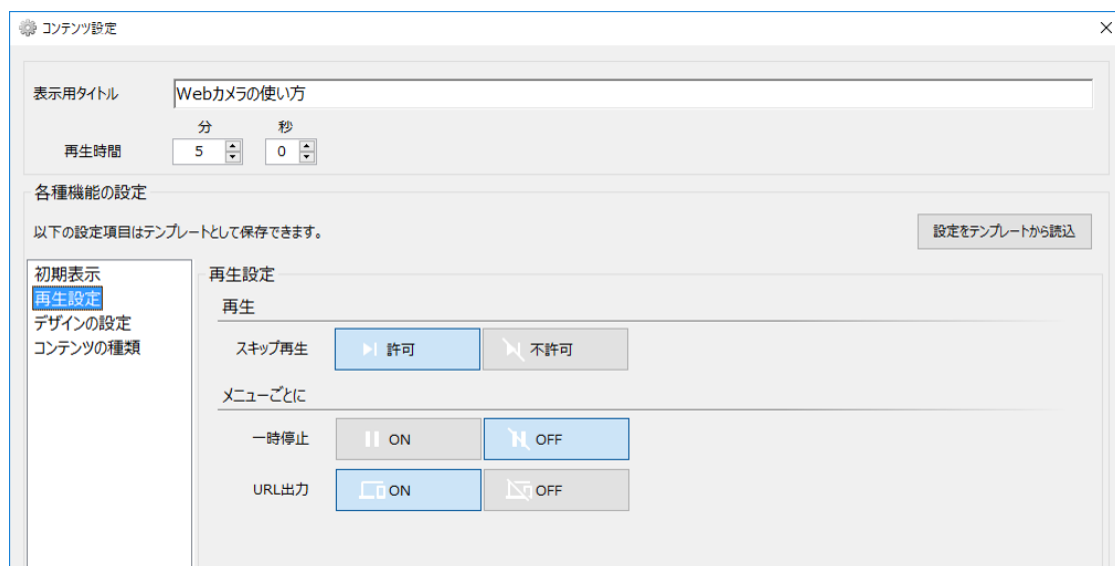 コンテンツ設定
表示用タイトル Webカメラの使い方
分 秒
再生時間 5 0
各種機能の設定
以下の設定項目はテンプレートとして保存できます。 設定をテンプレートから読込
初期表示
再生設定
デザインの設定
コンテンツの種類
再生設定
再生
スキップ再生 許可 不許可
メニューごとに
一時停止 ON OFF
URL出力 ON OFF